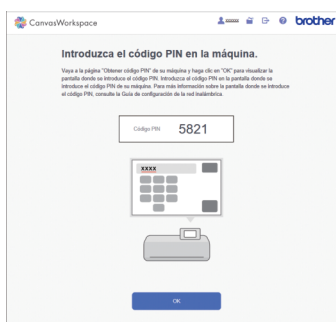 CanvasWorkspace
brother
Introduzca el código PIN en la máquina.
Vaya a la página "Obtener código PIN" de su máquina y haga clic en "OK" para visualizar la
pantalla donde se introduce el código PIN. Introduzca el código PIN en la pantalla donde se
introduce el código PIN de su máquina. Para más información sobre la pantalla donde se introduce
el código PIN, consulte la Guía de configuración de la red inalámbrica.
Código PIN 5821
XXXX
OK